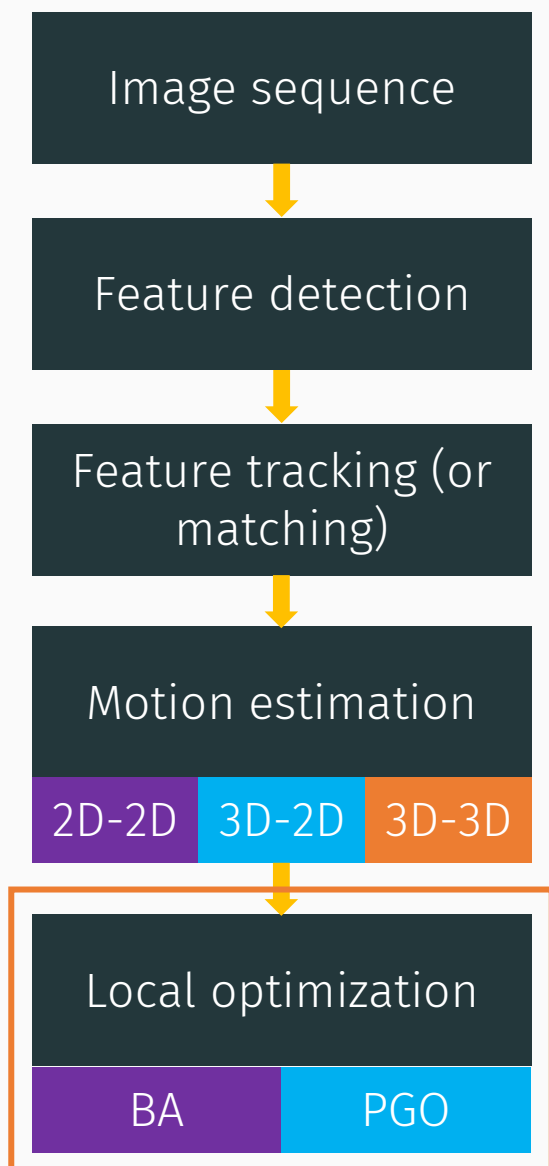 Image sequence
Feature detection
Feature tracking (or
matching)
Motion estimation
2D-2D 3D-2D 3D-3D
Local optimization
BA PGO